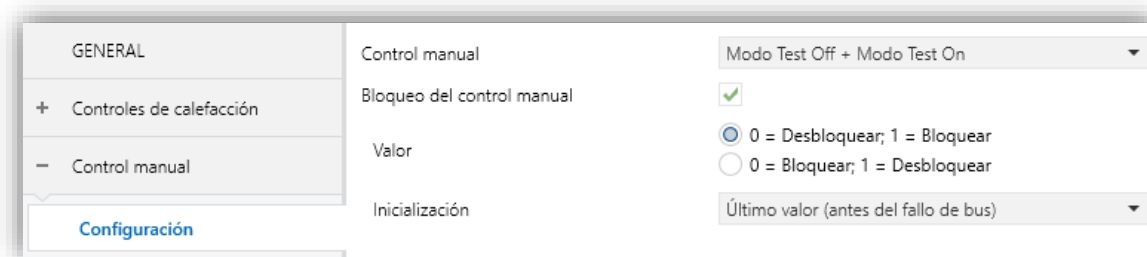 GENERAL
+ Controles de calefacción
− Control manual
Configuración
Control manual
Modo Test Off + Modo Test On
Bloqueo del control manual
Valor
0 = Desbloquear; 1 = Bloquear
0 = Bloquear; 1 = Desbloquear
Inicialización
Último valor (antes del fallo de bus)